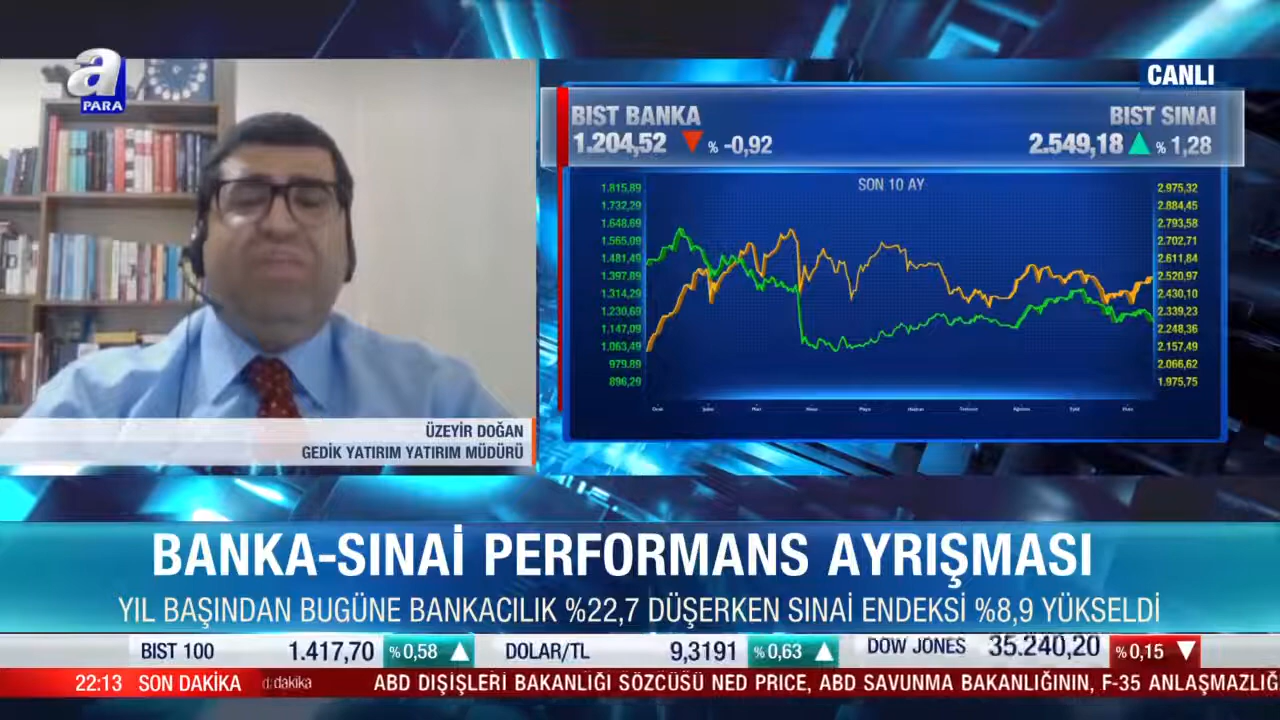 a
PARA
CANLI
BIST BANKA
1.204,52 ▼ % -0,92
BIST SINAI
2.549,18 ▲ % 1,28
SON 10 AY
1.815,89
1.732,29
1.648,69
1.565,09
1.481,49
1.397,89
1.314,29
1.230,69
1.147,09
1.063,49
979,89
896,29
2.975,32
2.884,45
2.793,58
2.702,71
2.611,84
2.520,97
2.430,10
2.339,23
2.248,36
2.157,49
2.066,62
1.975,75
ÜZEYİR DOĞAN
GEDİK YATIRIM YATIRIM MÜDÜRÜ
BANKA-SINAİ PERFORMANS AYRIŞMASI
YIL BAŞINDAN BUGÜNE BANKACILIK %22,7 DÜŞERKEN SINAİ ENDEKSİ %8,9 YÜKSELDİ
BIST 100 1.417,70 %0,58 ▲ DOLAR/TL 9,3191 %0,63 ▲ DOW JONES 35.240,20 %0,15 ▼
22:13 SON DAKİKA d:dakika ABD DIŞİŞLERİ BAKANLIĞI SÖZCÜSÜ NED PRICE, ABD SAVUNMA BAKANLIĞININ, F-35 ANLAŞMAZLIĞ